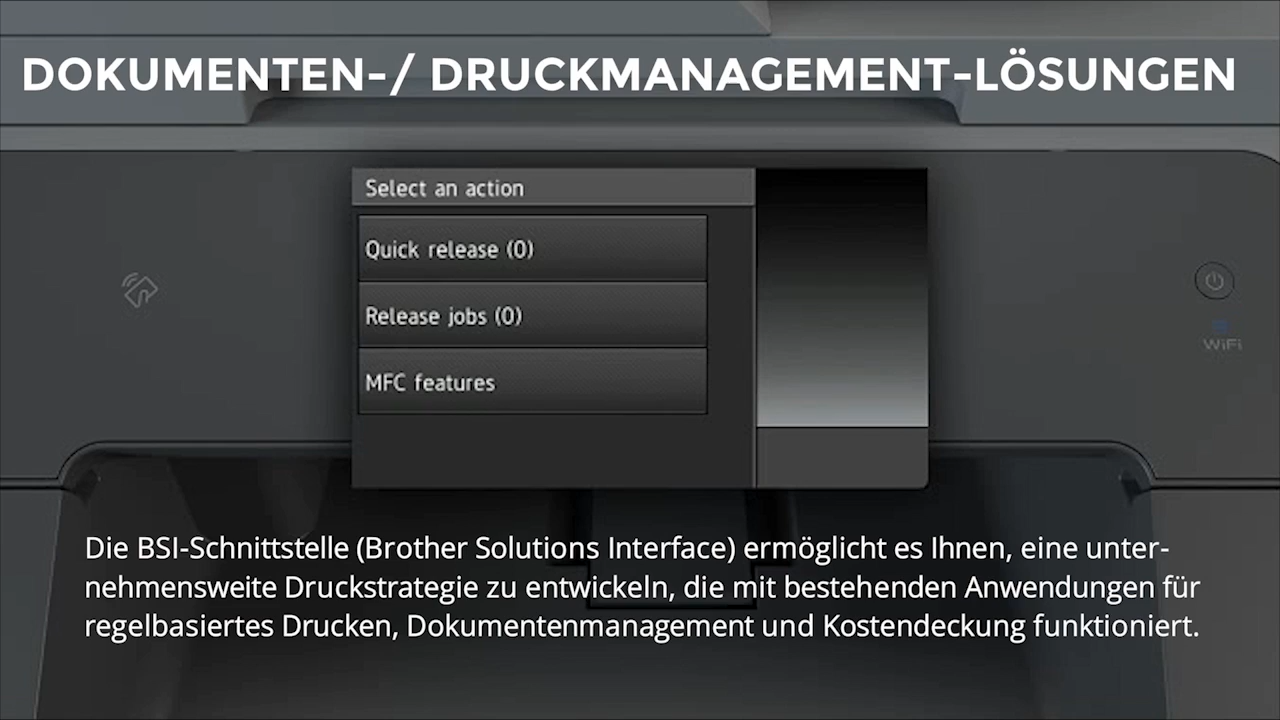 DOKUMENTEN-/ DRUCKMANAGEMENT-LÖSUNGEN
Select an action
Quick release (0)
Release jobs (0)
MFC features
WiFi
Die BSI-Schnittstelle (Brother Solutions Interface) ermöglicht es Ihnen, eine unter-
nehmensweite Druckstrategie zu entwickeln, die mit bestehenden Anwendungen für
regelbasiertes Drucken, Dokumentenmanagement und Kostendeckung funktioniert.